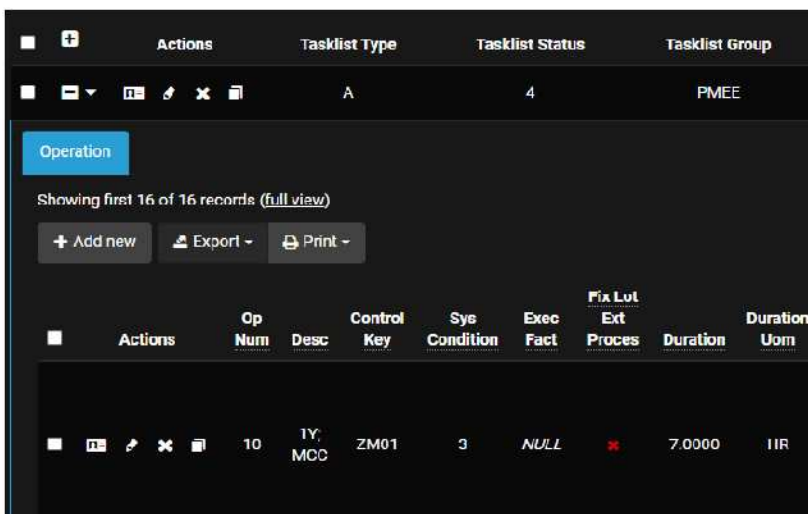 Actions Tasklist Type Tasklist Status Tasklist Group
A 4 PMEE
Operation
Showing first 16 of 16 records (full view)
Add new Export Print
Op Num Desc Control Key Sys Condition Exec Fact Fix Lot Ext Proces Duration Duration Uom
Actions
10 1Y; MCC ZM01 3 NULL 7.0000 HR